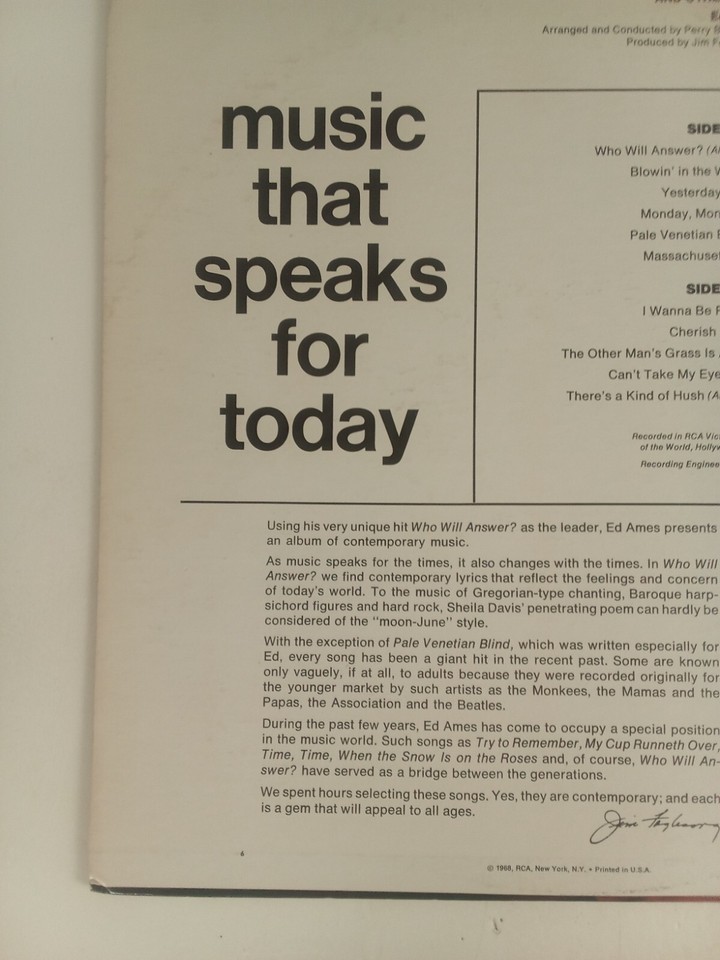 Arranged and Conducted by Perry
Produced by Jim
music
that
speaks
for
today
SIDE
Who Will Answer? (A
Blowin' in the W
Yesterday
Monday, Mon
Pale Venetian B
Massachuset
SIDE
I Wanna Be F
Cherish
The Other Man's Grass Is A
Can't Take My Eye
There's a Kind of Hush (A
Recorded in RCA Vic
of the World, Hollyw
Recording Enginee
Using his very unique hit Who Will Answer? as the leader, Ed Ames presents
an album of contemporary music.
As music speaks for the times, it also changes with the times. In Who Will
Answer? we find contemporary lyrics that reflect the feelings and concern
of today's world. To the music of Gregorian-type chanting, Baroque harp-
sichord figures and hard rock, Sheila Davis' penetrating poem can hardly be
considered of the "moon-June" style.
With the exception of Pale Venetian Blind, which was written especially for
Ed, every song has been a giant hit in the recent past. Some are known
only vaguely, if at all, to adults because they were recorded originally for
the younger market by such artists as the Monkees, the Mamas and the
Papas, the Association and the Beatles.
During the past few years, Ed Ames has come to occupy a special position
in the music world. Such songs as Try to Remember, My Cup Runneth Over,
Time, Time, When the Snow Is on the Roses and, of course, Who Will An-
swer? have served as a bridge between the generations.
We spent hours selecting these songs. Yes, they are contemporary; and each
is a gem that will appeal to all ages.
Jim
© 1968, RCA, New York, N.Y. • Printed in U.S.A.